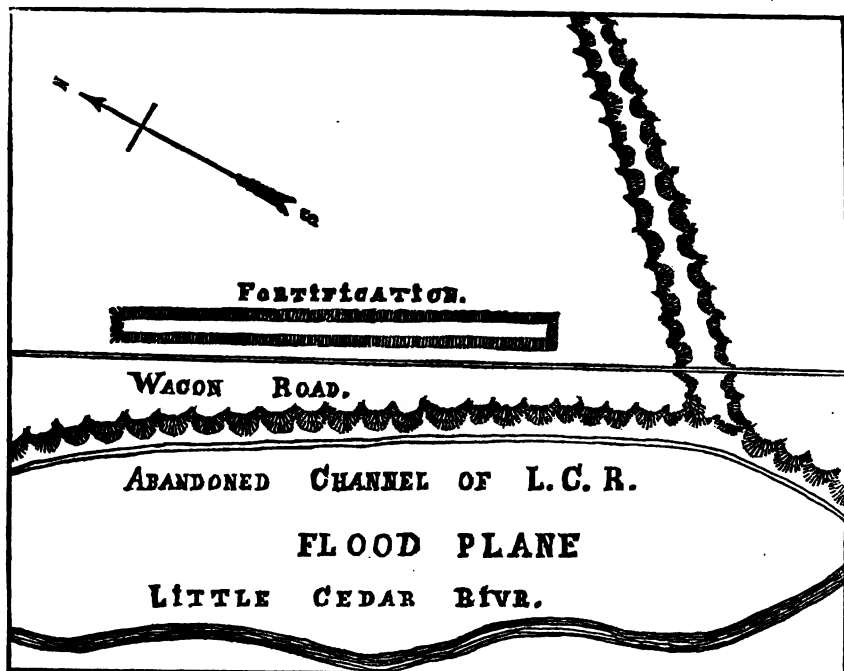 N
S
Fortification.
Wagon Road.
Abandoned Channel of L. C. R.
FLOOD PLANE
Little Cedar Rivr.